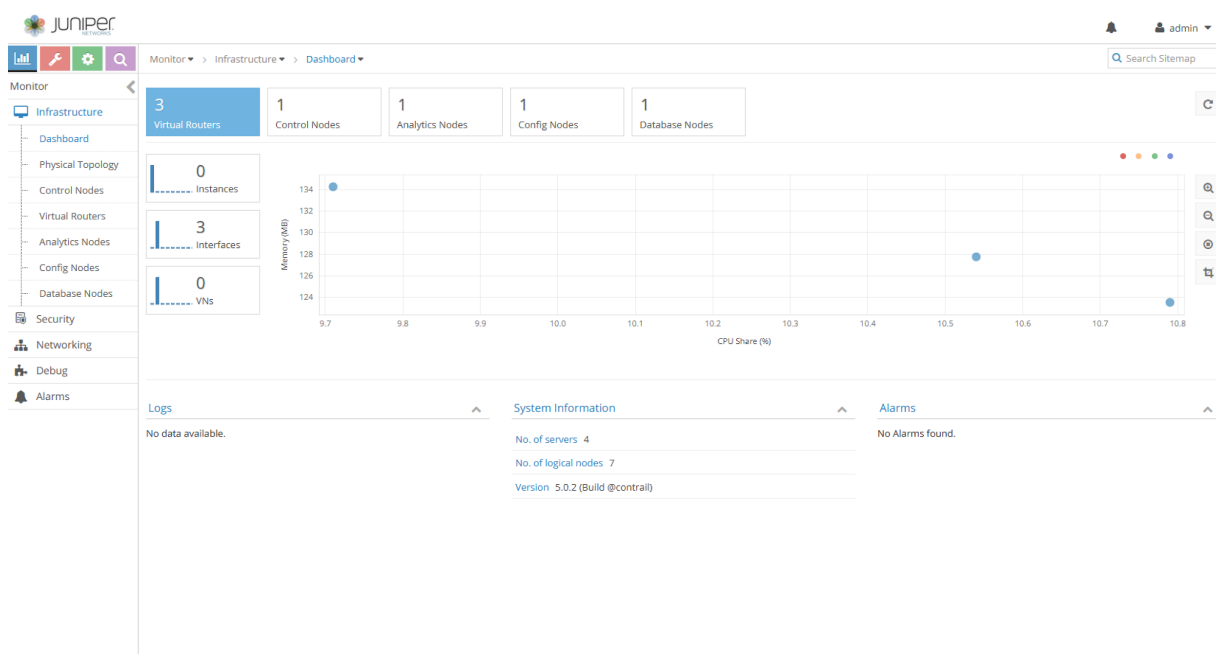 JUNIPER
NETWORKS
admin
Monitor > Infrastructure > Dashboard
Search Sitemap
Monitor
Infrastructure
Dashboard
Physical Topology
Control Nodes
Virtual Routers
Analytics Nodes
Config Nodes
Database Nodes
Security
Networking
Debug
Alarms
3
Virtual Routers
1
Control Nodes
1
Analytics Nodes
1
Config Nodes
1
Database Nodes
0
Instances
3
Interfaces
0
VNs
Memory (MB)
134
132
130
128
126
124
9.7 9.8 9.9 10.0 10.1 10.2 10.3 10.4 10.5 10.6 10.7 10.8
CPU Share (%)
Logs
No data available.
System Information
No. of servers 4
No. of logical nodes 7
Version 5.0.2 (Build @contrail)
Alarms
No Alarms found.